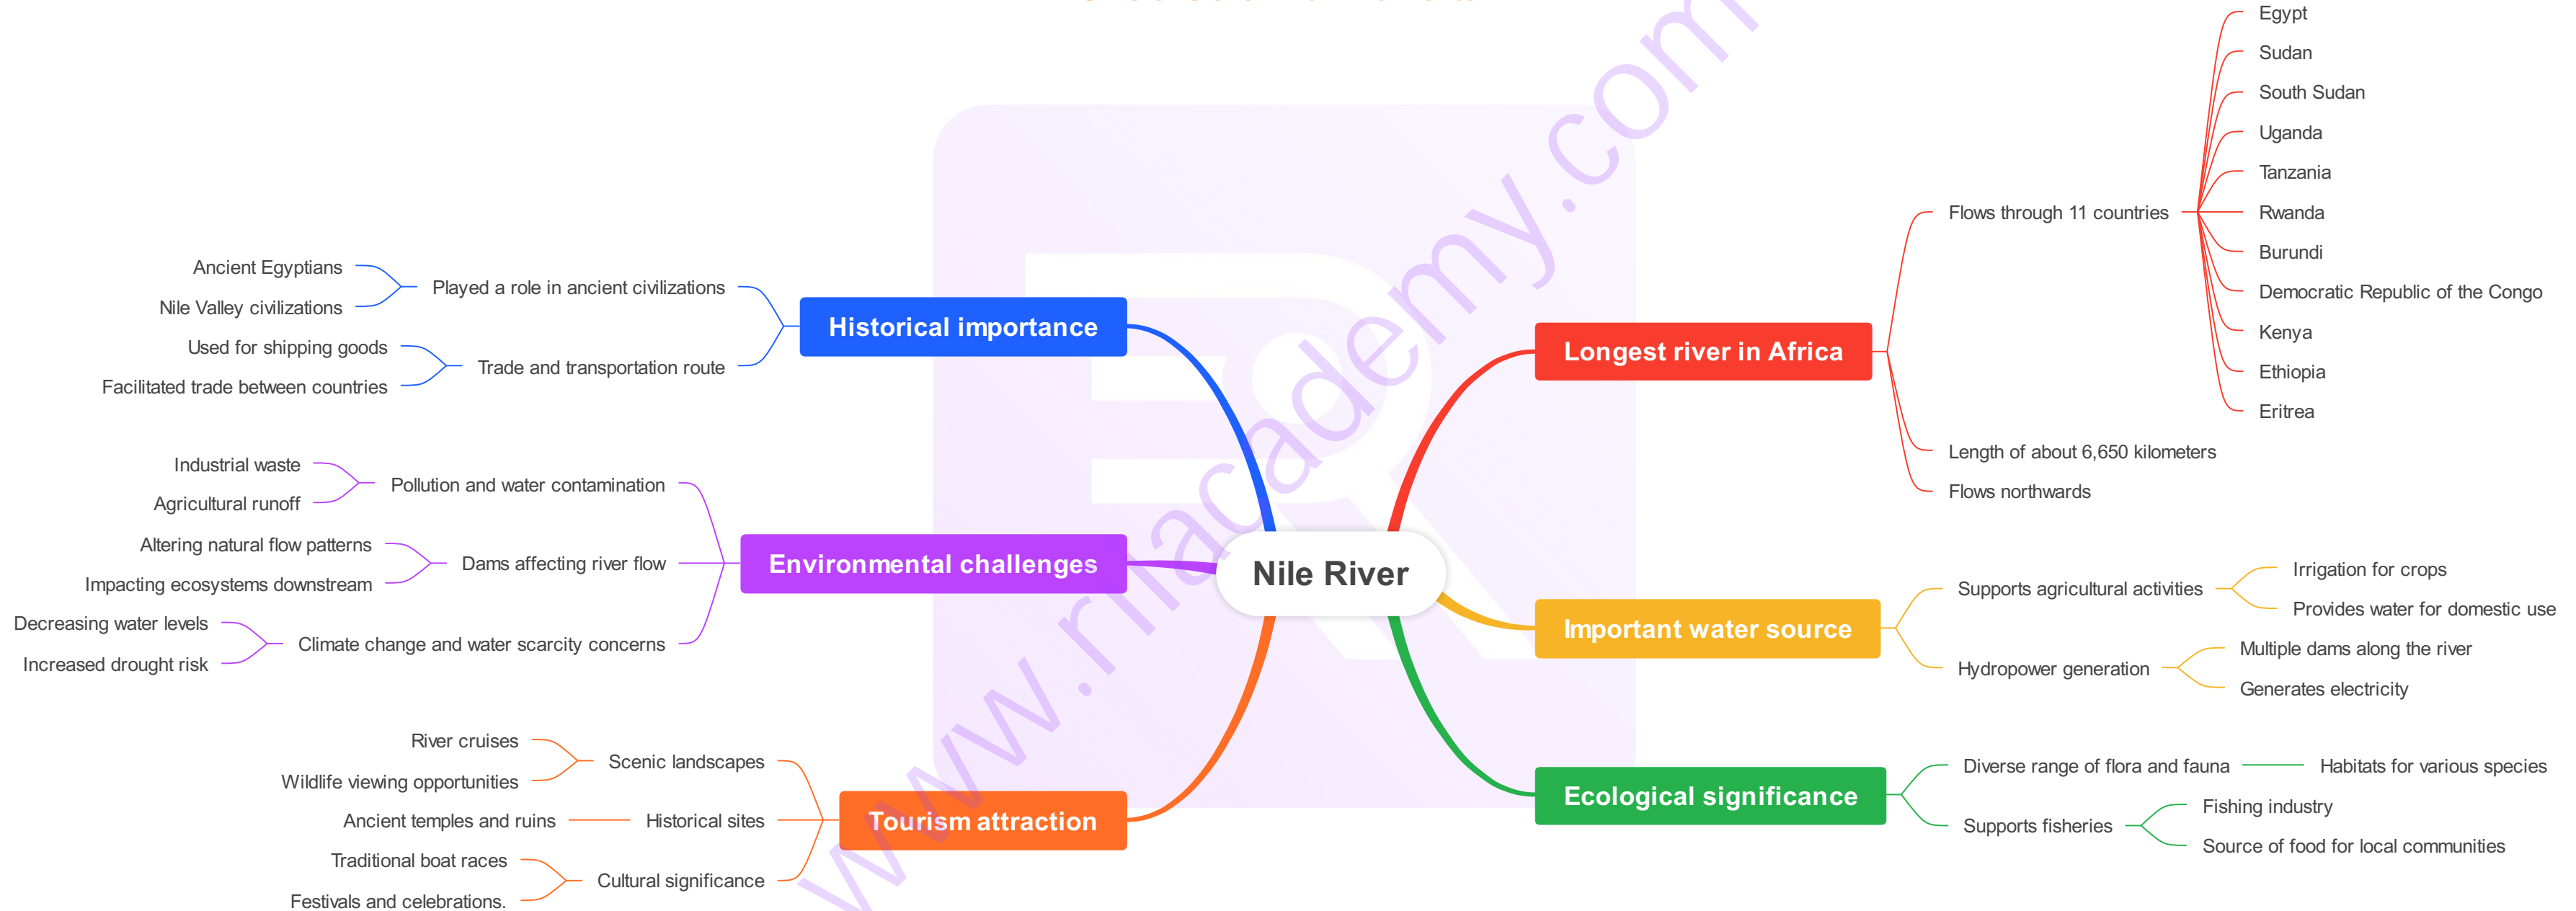 Nile River
Historical importance
Played a role in ancient civilizations
Ancient Egyptians
Nile Valley civilizations
Trade and transportation route
Used for shipping goods
Facilitated trade between countries
Environmental challenges
Pollution and water contamination
Industrial waste
Agricultural runoff
Dams affecting river flow
Altering natural flow patterns
Impacting ecosystems downstream
Climate change and water scarcity concerns
Decreasing water levels
Increased drought risk
Tourism attraction
Scenic landscapes
River cruises
Wildlife viewing opportunities
Historical sites
Ancient temples and ruins
Cultural significance
Traditional boat races
Festivals and celebrations.
Longest river in Africa
Flows through 11 countries
Egypt
Sudan
South Sudan
Uganda
Tanzania
Rwanda
Burundi
Democratic Republic of the Congo
Kenya
Ethiopia
Eritrea
Length of about 6,650 kilometers
Flows northwards
Important water source
Supports agricultural activities
Irrigation for crops
Provides water for domestic use
Hydropower generation
Multiple dams along the river
Generates electricity
Ecological significance
Diverse range of flora and fauna
Habitats for various species
Supports fisheries
Fishing industry
Source of food for local communities